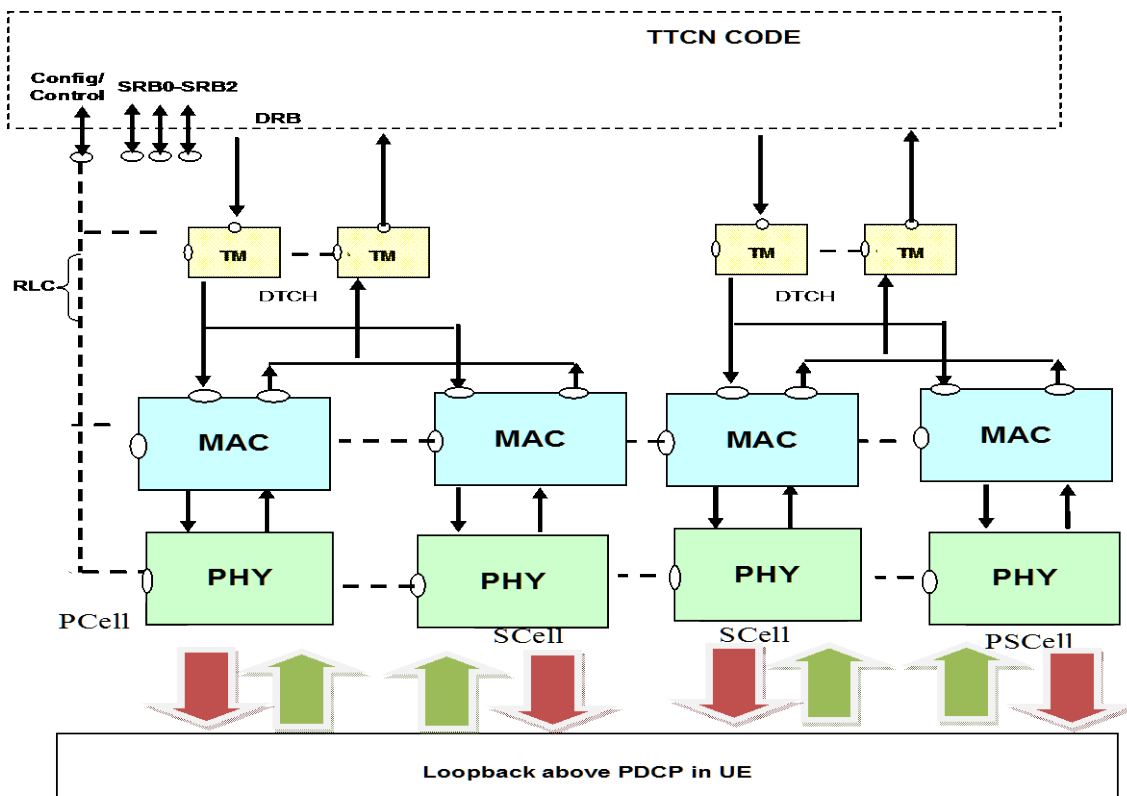 TTCN CODE
Config/
Control
SRB0-SRB2
DRB
TM
TM
TM
TM
RLC
DTCH
DTCH
MAC
MAC
MAC
MAC
PHY
PHY
PHY
PHY
PCell
SCell
SCell
PSCell
Loopback above PDCP in UE